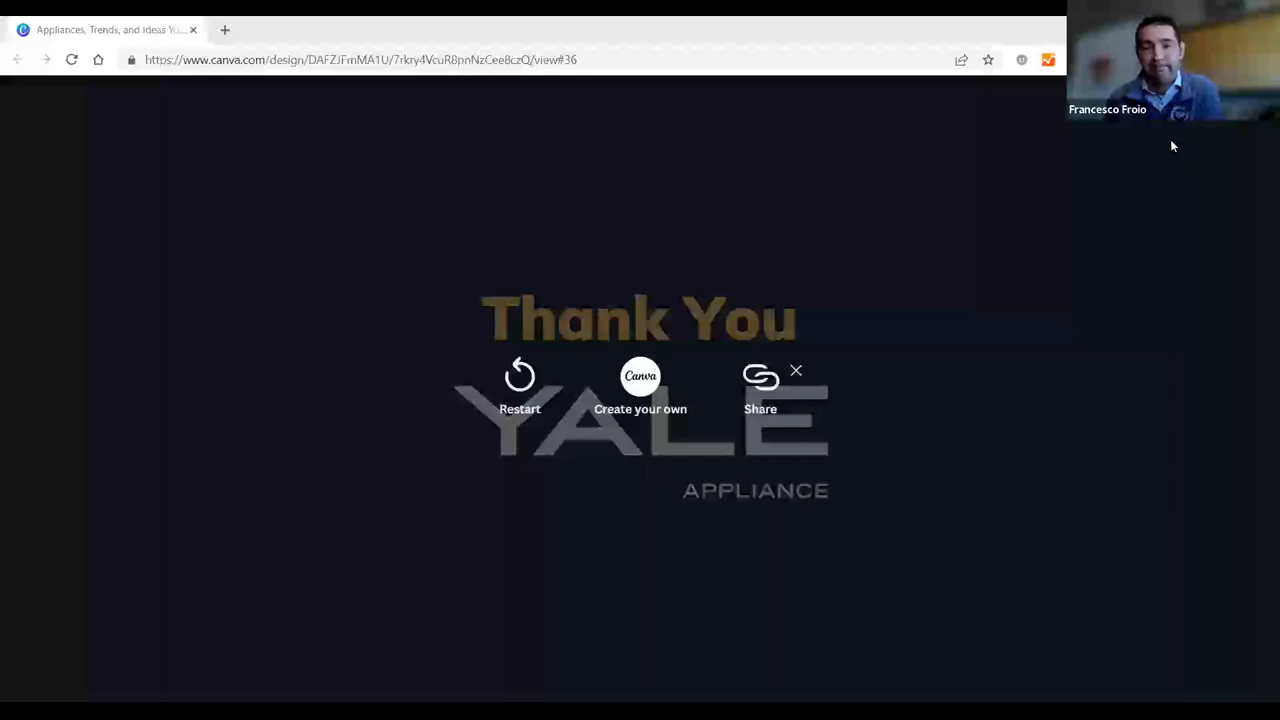 Appliances, Trends, and Ideas Yo...
https://www.canva.com/design/DAFZJFrnMA1U/7rkry4VcuR8pnNzCee8czQ/view#36
Francesco Froio
Thank You
Canva
Restart
Create your own
Share
YALE
APPLIANCE